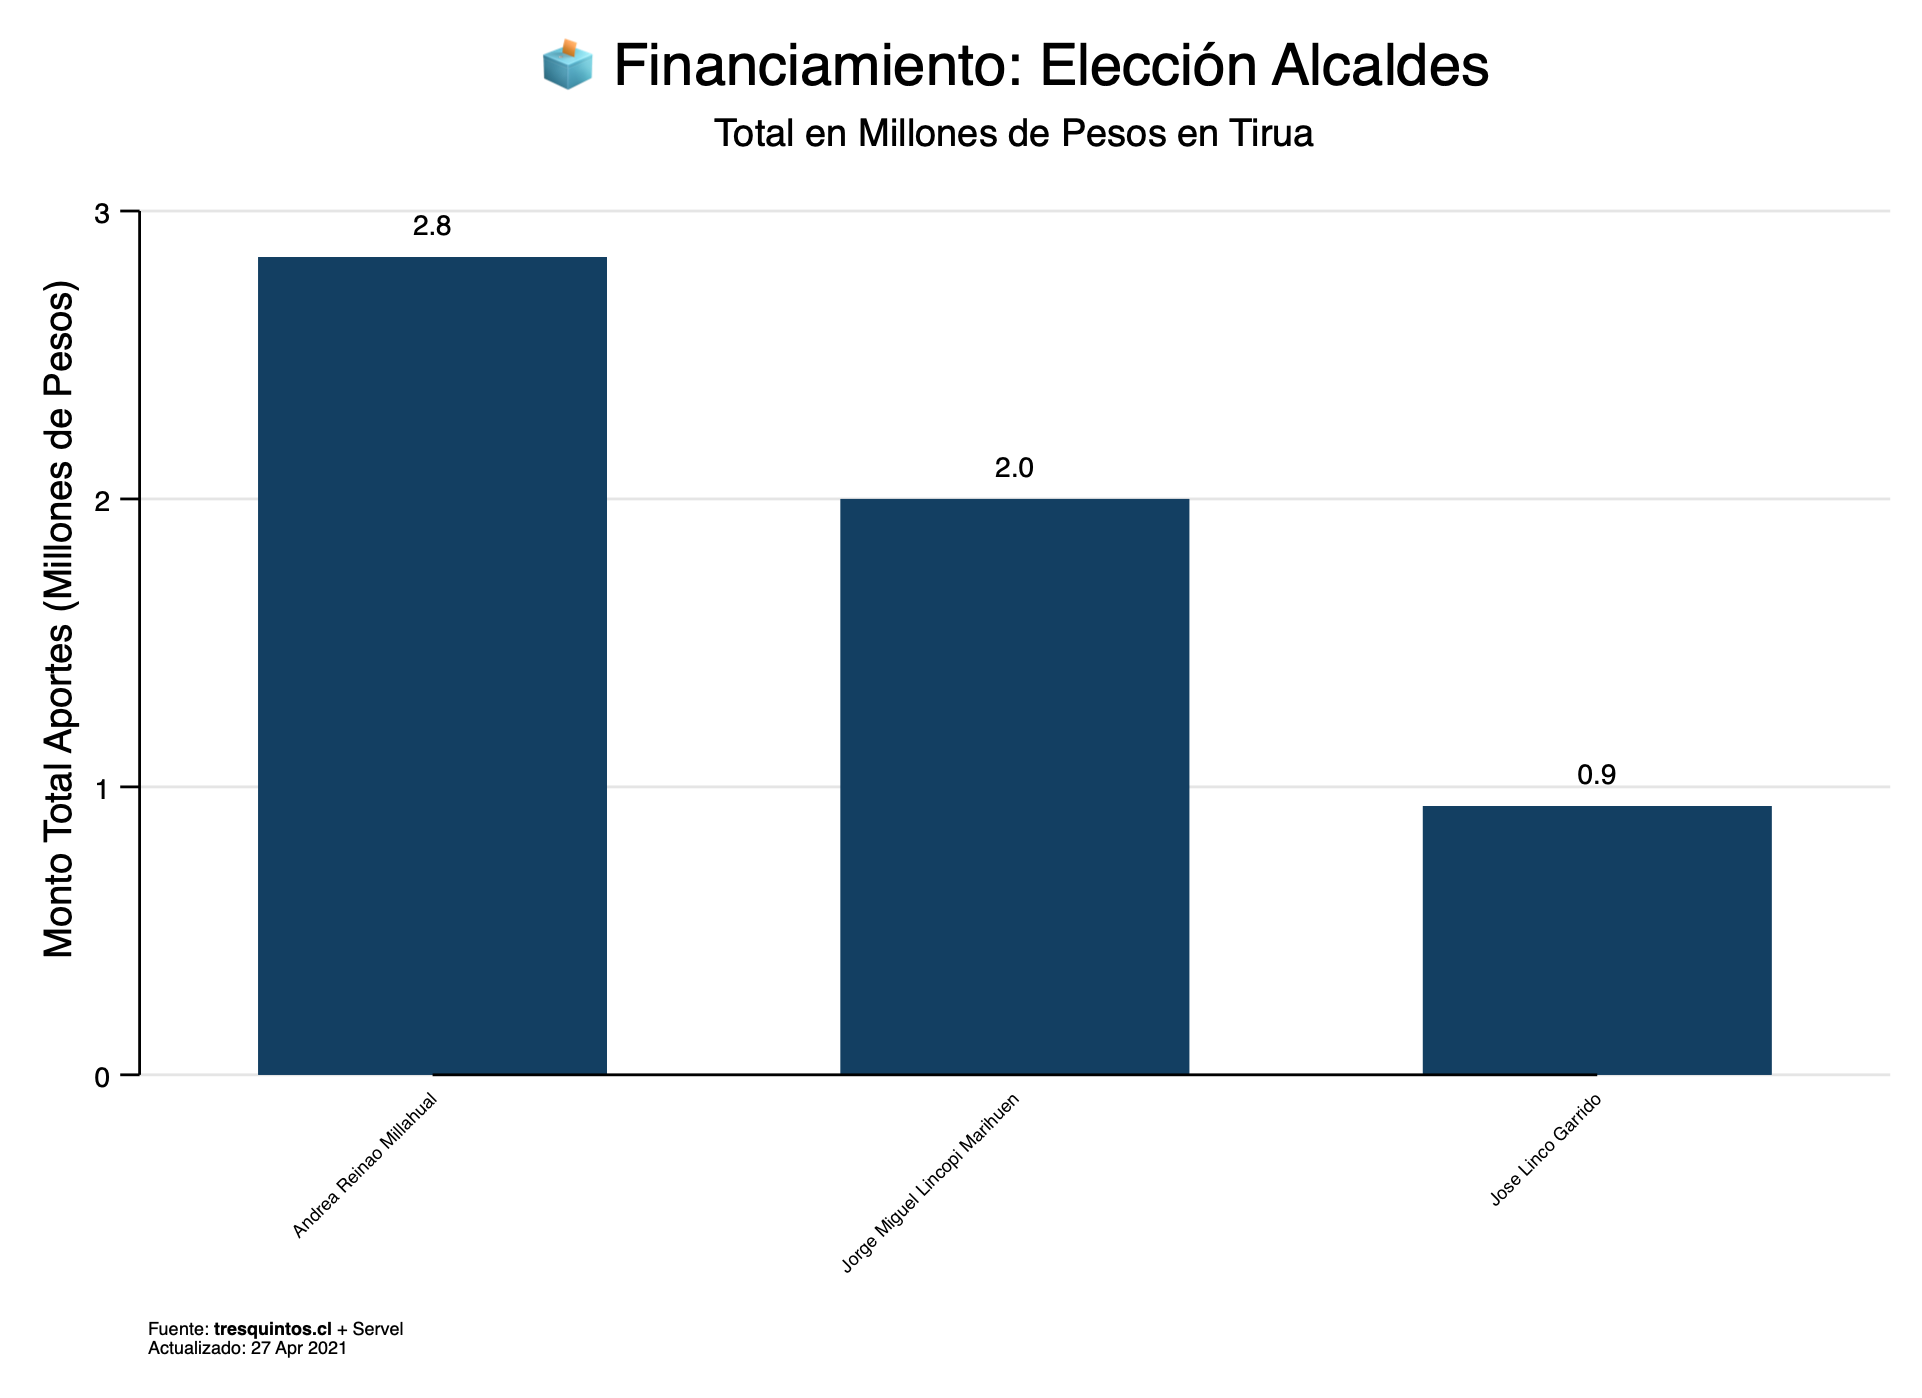 Financiamiento: Elección Alcaldes
Total en Millones de Pesos en Tirua
Monto Total Aportes (Millones de Pesos)
3
2
1
0
2.8
2.0
0.9
Andrea Reinao Millahual
Jorge Miguel Lincopi Marihuen
Jose Linco Garrido
Fuente: tresquintos.cl + Servel
Actualizado: 27 Apr 2021